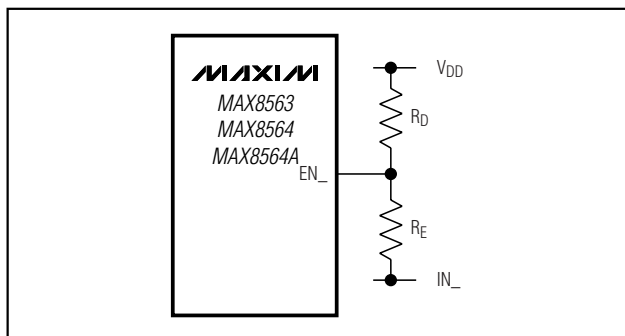 MAXIM
MAX8563
MAX8564
MAX8564A
EN_
VDD
RD
RE
IN_